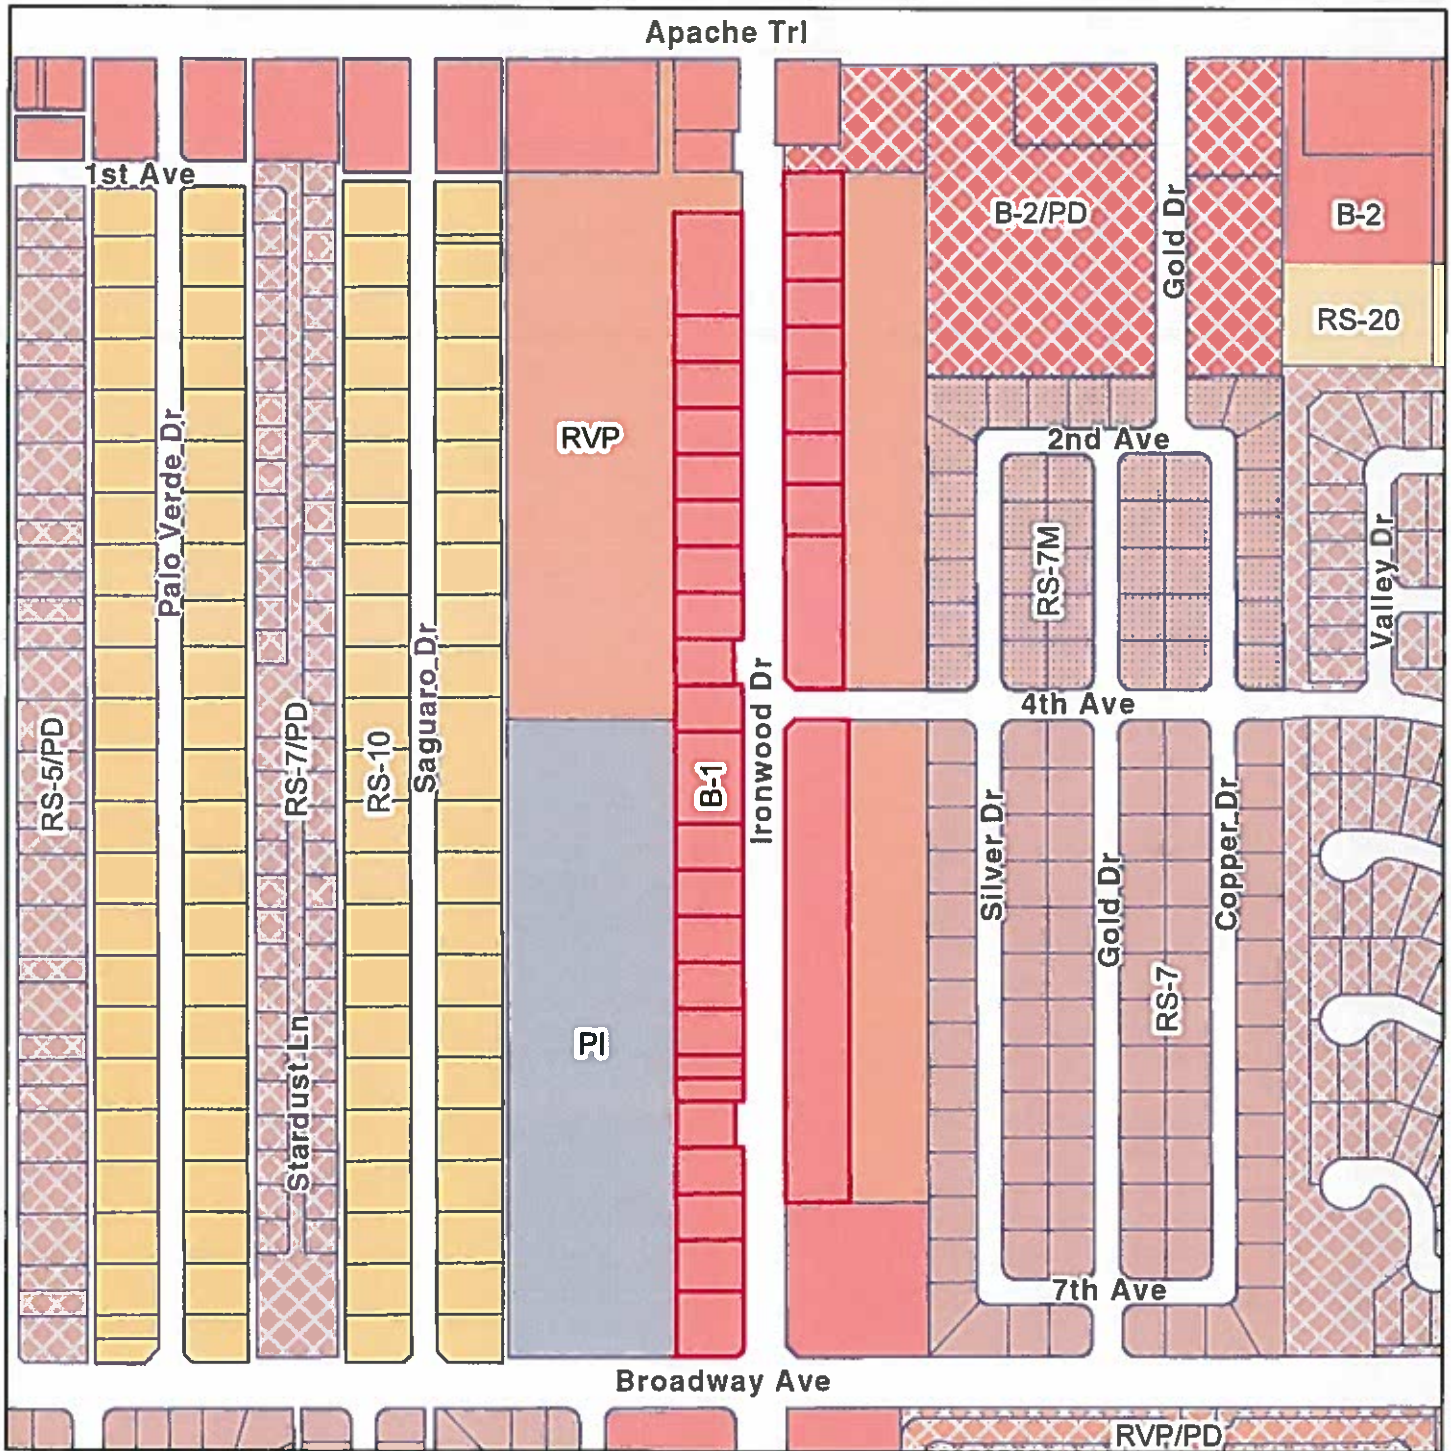 Apache Trl
1st Ave
B-2/PD
Gold Dr
B-2
RS-20
RVP
2nd Ave
Palo Verde Dr
RS-7M
Valley Dr
Saguaro Dr
Ironwood Dr
4th Ave
RS-5/PD
RS-7/PD
RS-10
B-1
Silver Dr
Gold Dr
Copper Dr
RS-7
PI
Stardust Ln
7th Ave
Broadway Ave
RVP/PD